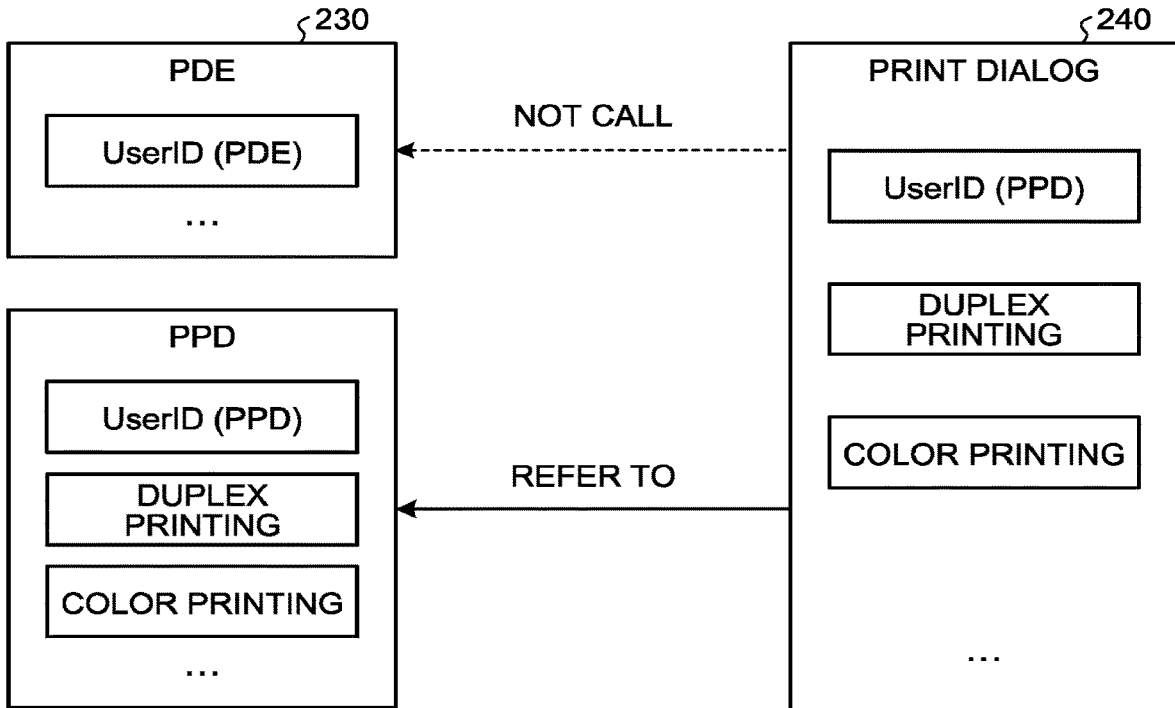 230
PDE
UserID (PDE)
...
NOT CALL
PPD
UserID (PPD)
DUPLEX
PRINTING
COLOR PRINTING
...
REFER TO
240
PRINT DIALOG
UserID (PPD)
DUPLEX
PRINTING
COLOR PRINTING
...